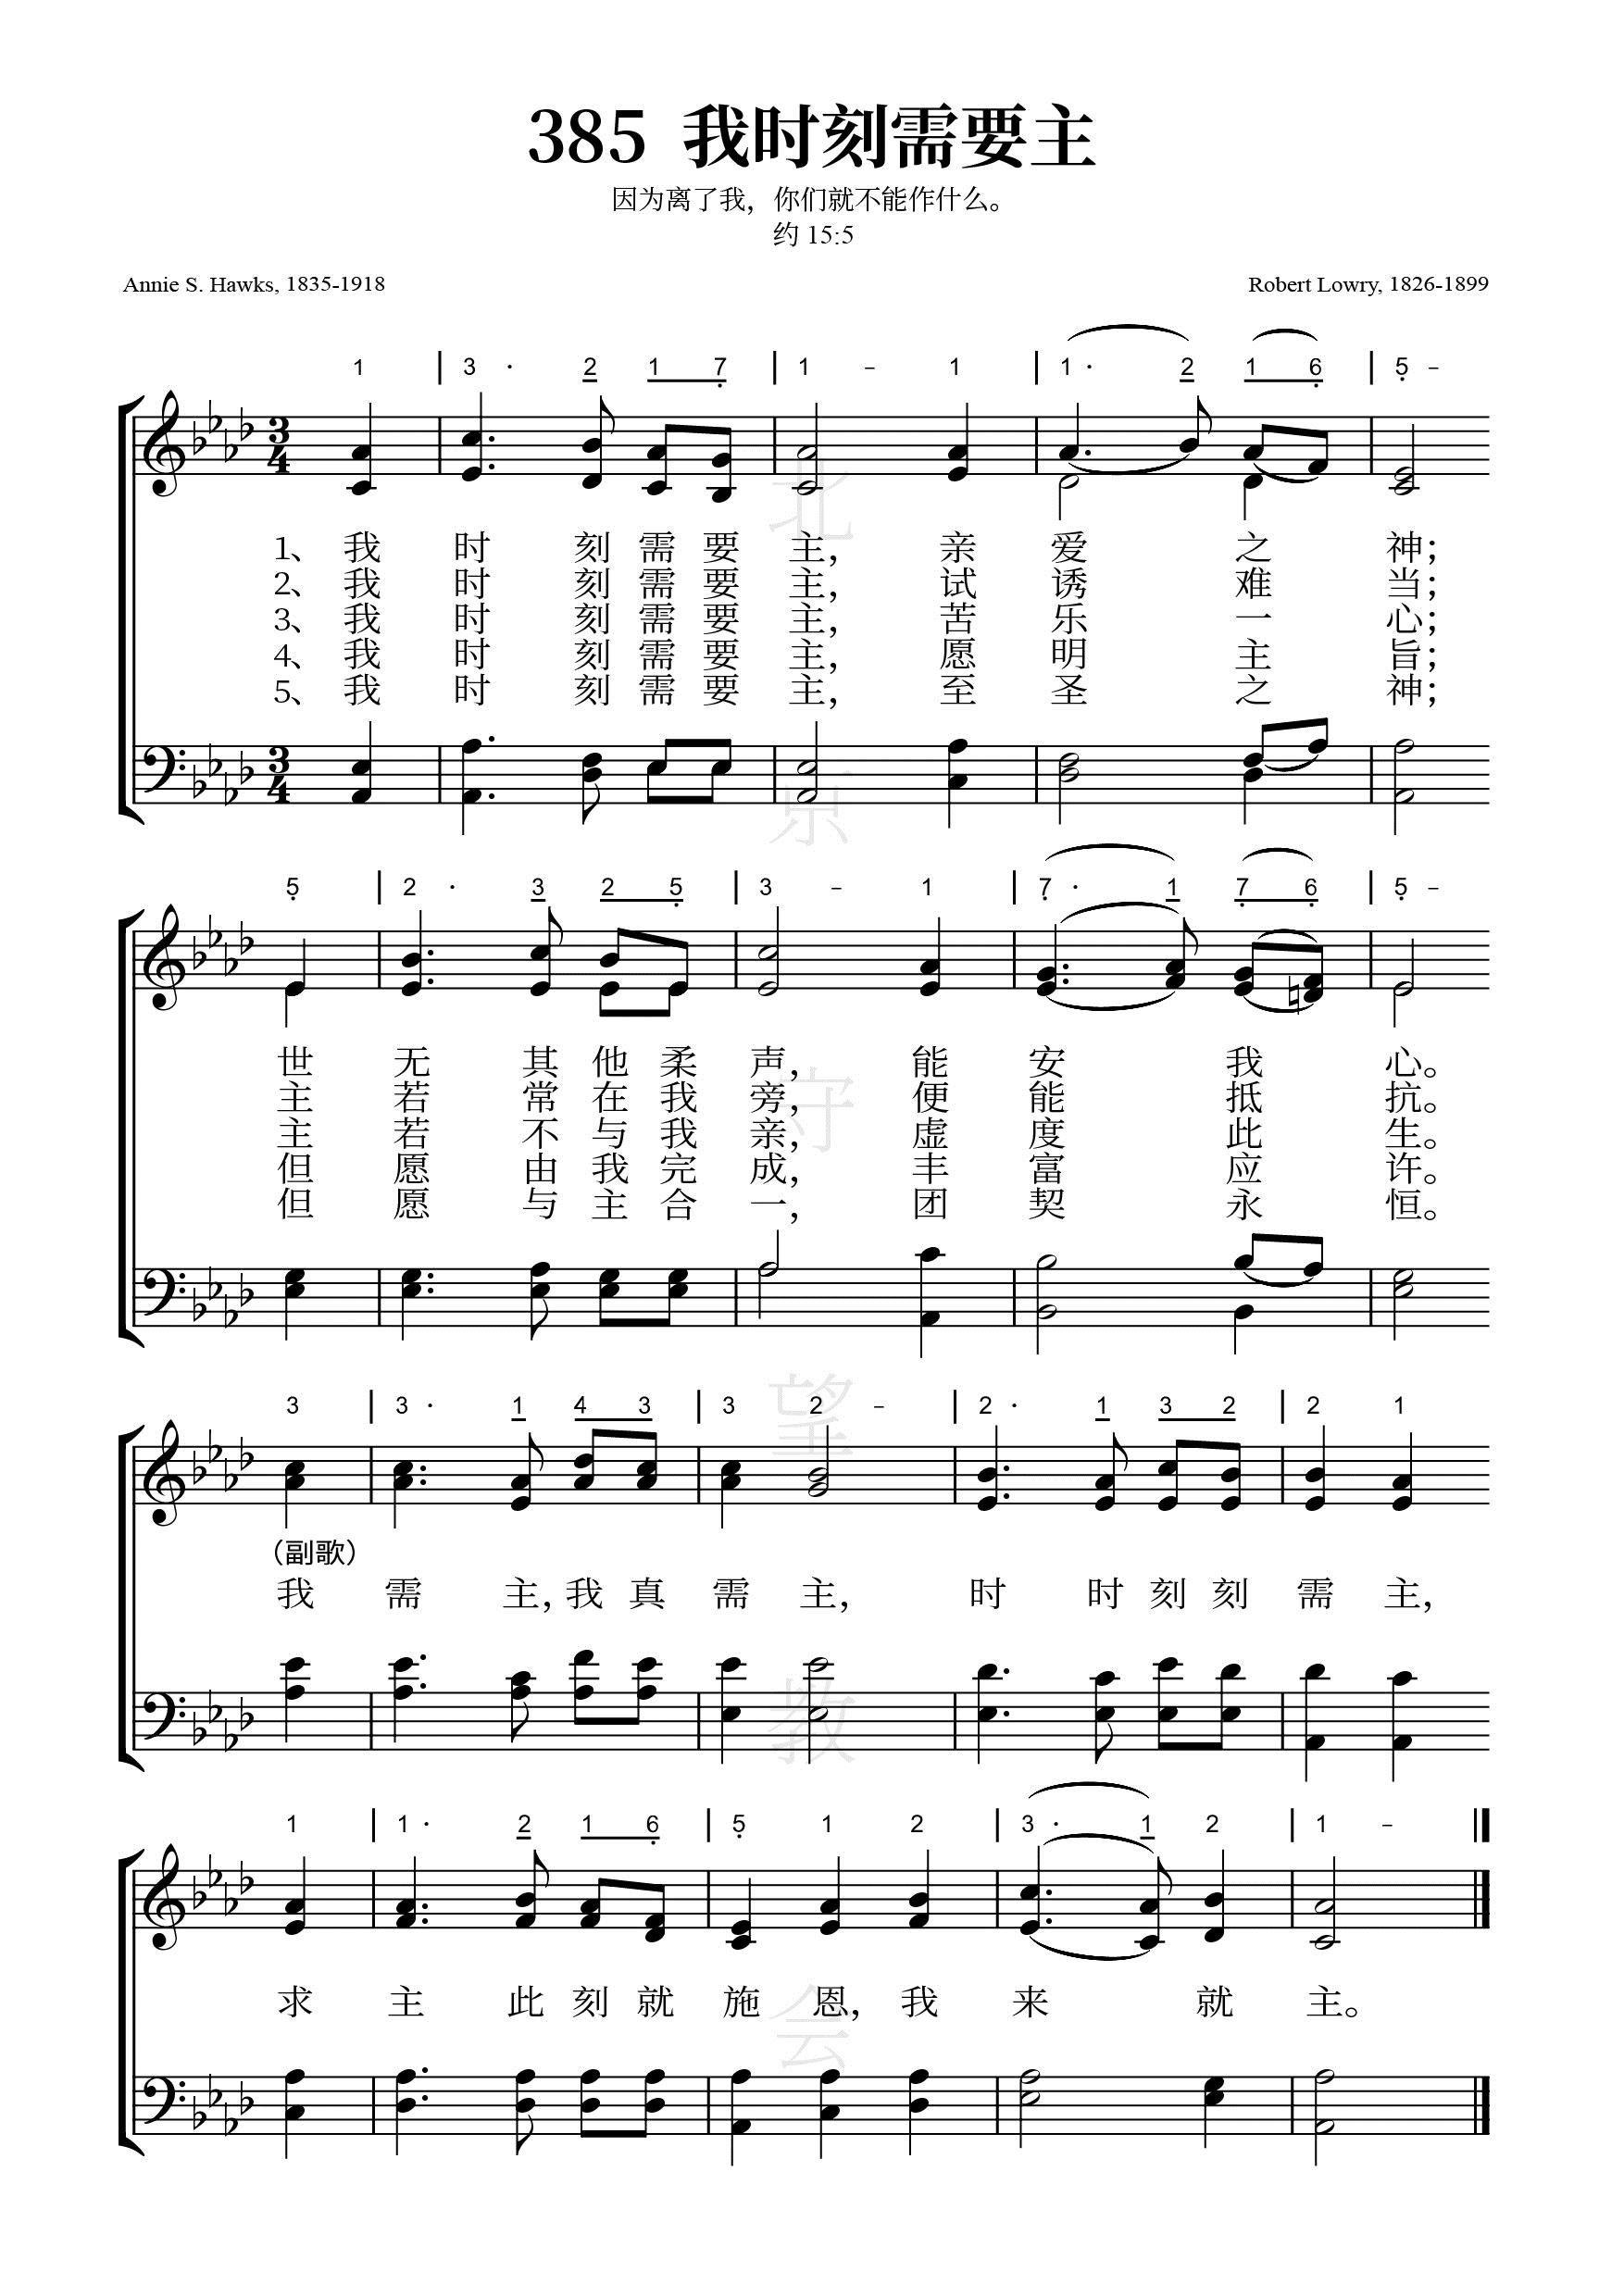 385 我时刻需要主
因为离了我，你们就不能作什么。
约 15:5
Annie S. Hawks, 1835-1918
Robert Lowry, 1826-1899
1 | 3 · 2 1 7̣ | 1 – 1 | 1 · 2 1 6̣ | 5̣ –
3/4
1、我 时 刻 需 要 主， 亲 爱 之 神；
2、我 时 刻 需 要 主， 试 诱 难 当；
3、我 时 刻 需 要 主， 苦 乐 一 心；
4、我 时 刻 需 要 主， 愿 明 主 旨；
5、我 时 刻 需 要 主， 至 圣 之 神；
3/4
5̣ | 2 · 3 2 5̣ | 3 – 1 | 7̣ · 1 7̣ 6̣ | 5̣ –
世 无 其 他 柔 声， 能 安 我 心。
主 若 常 在 我 旁， 便 能 抵 抗。
主 若 不 与 我 亲， 虚 度 此 生。
但 愿 由 我 完 成， 丰 富 应 许。
但 愿 与 主 合 一， 团 契 永 恒。
3 | 3 · 1 4 3 | 3 2 – | 2 · 1 3 2 | 2 1
（副歌）
我 需 主，我 真 需 主， 时 时 刻 刻 需 主，
1 | 1 · 2 1 6̣ | 5̣ 1 2 | 3 · 1 2 | 1 –
求 主 此 刻 就 施 恩， 我 来 就 主。
北京守望教会